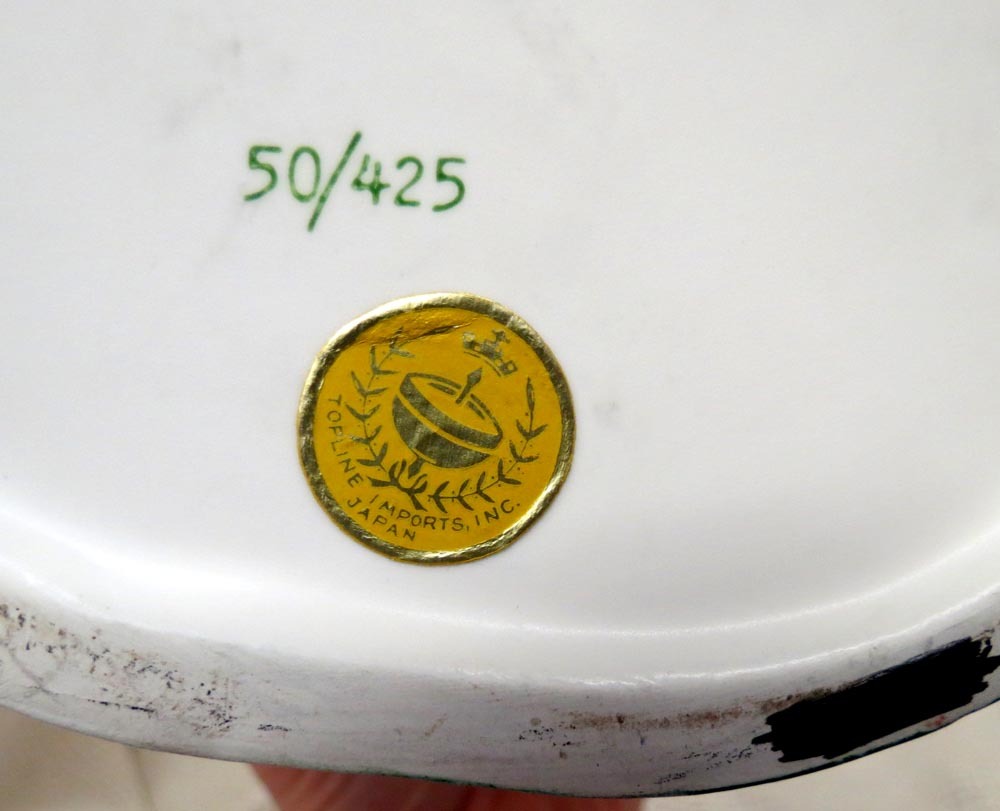 50/425
TOPLINE IMPORTS, INC.
JAPAN